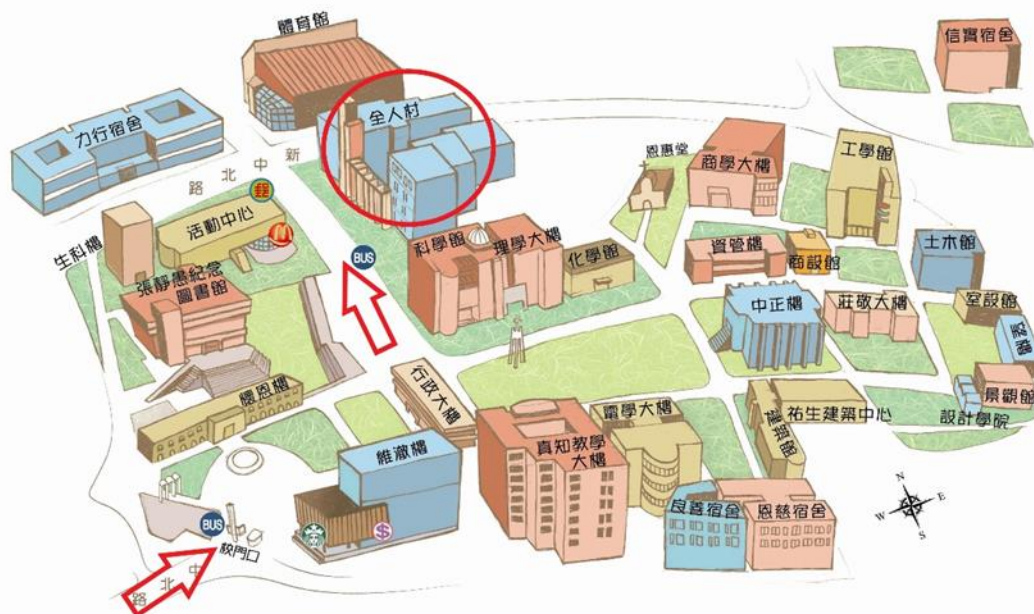 體育館
信實宿舍
全人村
力行宿舍
新
中
北
路
郵
活動中心
恩惠堂
商學大樓
工學館
生科樓
M
BUS
科學館
理學大樓
化學館
資管樓
商設館
土木館
張靜愚紀念
圖書館
中正樓
莊敬大樓
室設館
行政大樓
景觀館
設計學院
維澈樓
真知教學
大樓
電學大樓
建築館
祐生建築中心
良善宿舍
恩慈宿舍
BUS
校門口
$
中
北
路
N
W
E
S